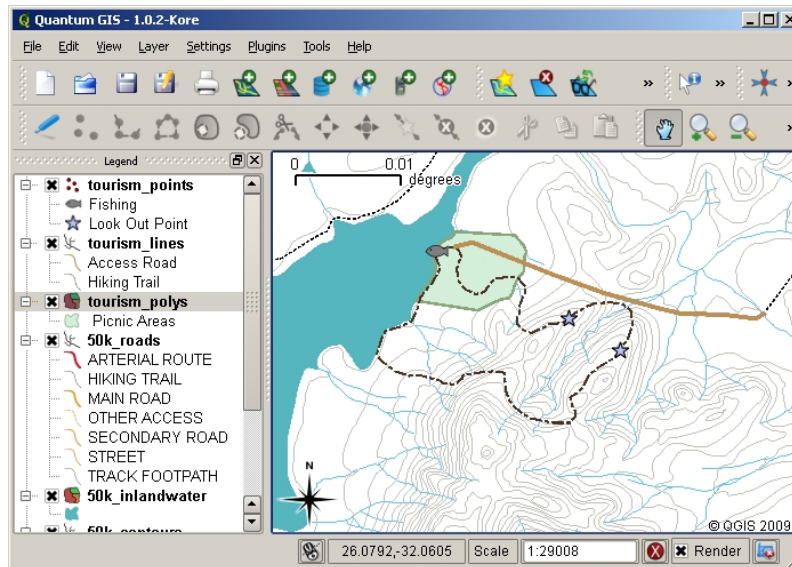 Quantum GIS - 1.0.2-Kore
File Edit View Layer Settings Plugins Tools Help
Legend
tourism_points
Fishing
Look Out Point
tourism_lines
Access Road
Hiking Trail
tourism_polys
Picnic Areas
50k_roads
ARTERIAL ROUTE
HIKING TRAIL
MAIN ROAD
OTHER ACCESS
SECONDARY ROAD
STREET
TRACK FOOTPATH
50k_inlandwater
50k_contours
0 0.01
degrees
N
© QGIS 2009
26.0792,-32.0605 Scale 1:29008 Render